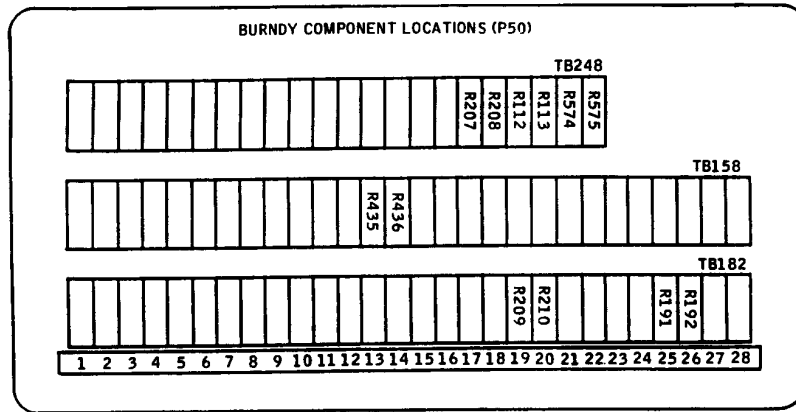 BURNDY COMPONENT LOCATIONS (P50)
TB248
R207 R208 R112 R113 R574 R575
TB158
R435 R436
TB182
R209 R210 R191 R192
1 2 3 4 5 6 7 8 9 10 11 12 13 14 15 16 17 18 19 20 21 22 23 24 25 26 27 28